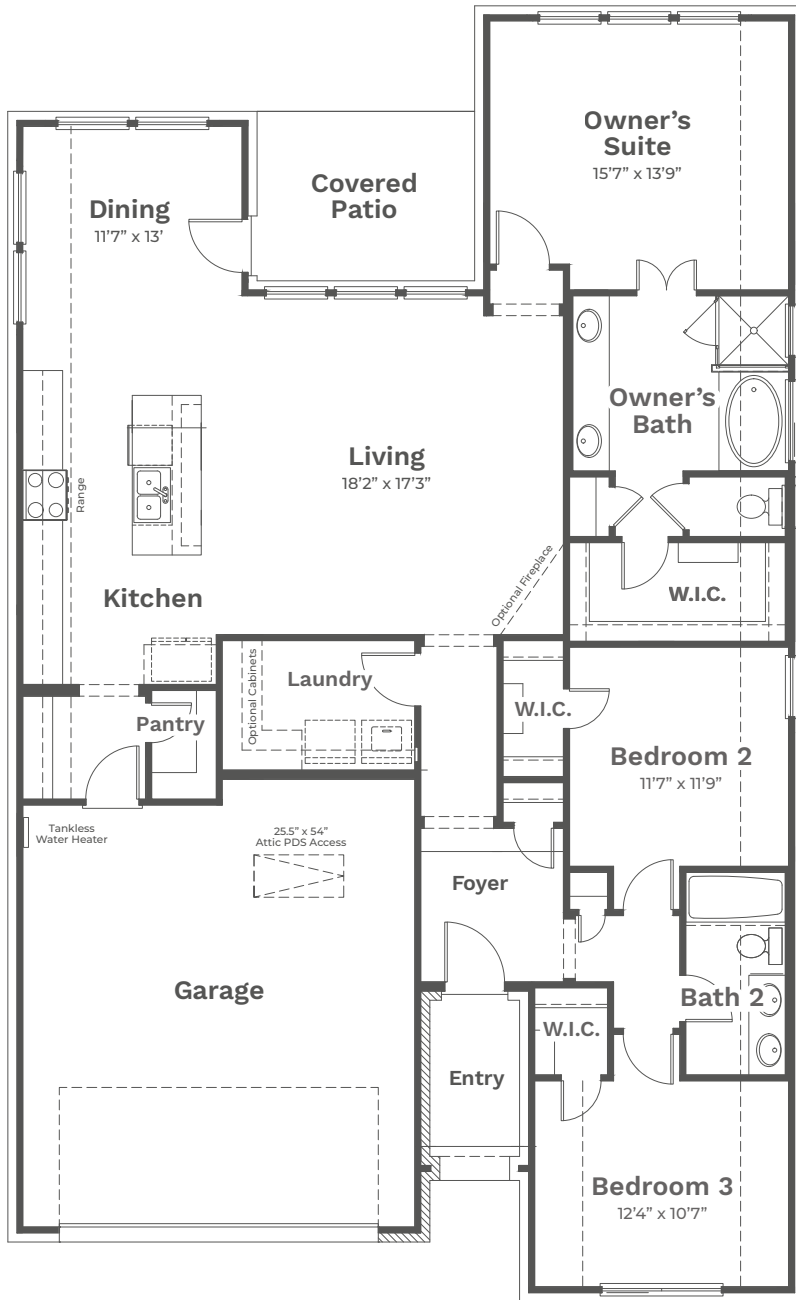 Owner’s
Suite
15’7” x 13’9”
Covered
Patio
Dining
11’7” x 13’
Owner’s
Bath
Living
18’2” x 17’3”
Range
Optional Fireplace
Kitchen
W.I.C.
Optional Cabinets
Laundry
W.I.C.
Pantry
Bedroom 2
11’7” x 11’9”
Tankless
Water Heater
25.5” x 54”
Attic PDS Access
Foyer
Garage
Bath 2
W.I.C.
Entry
Bedroom 3
12’4” x 10’7”